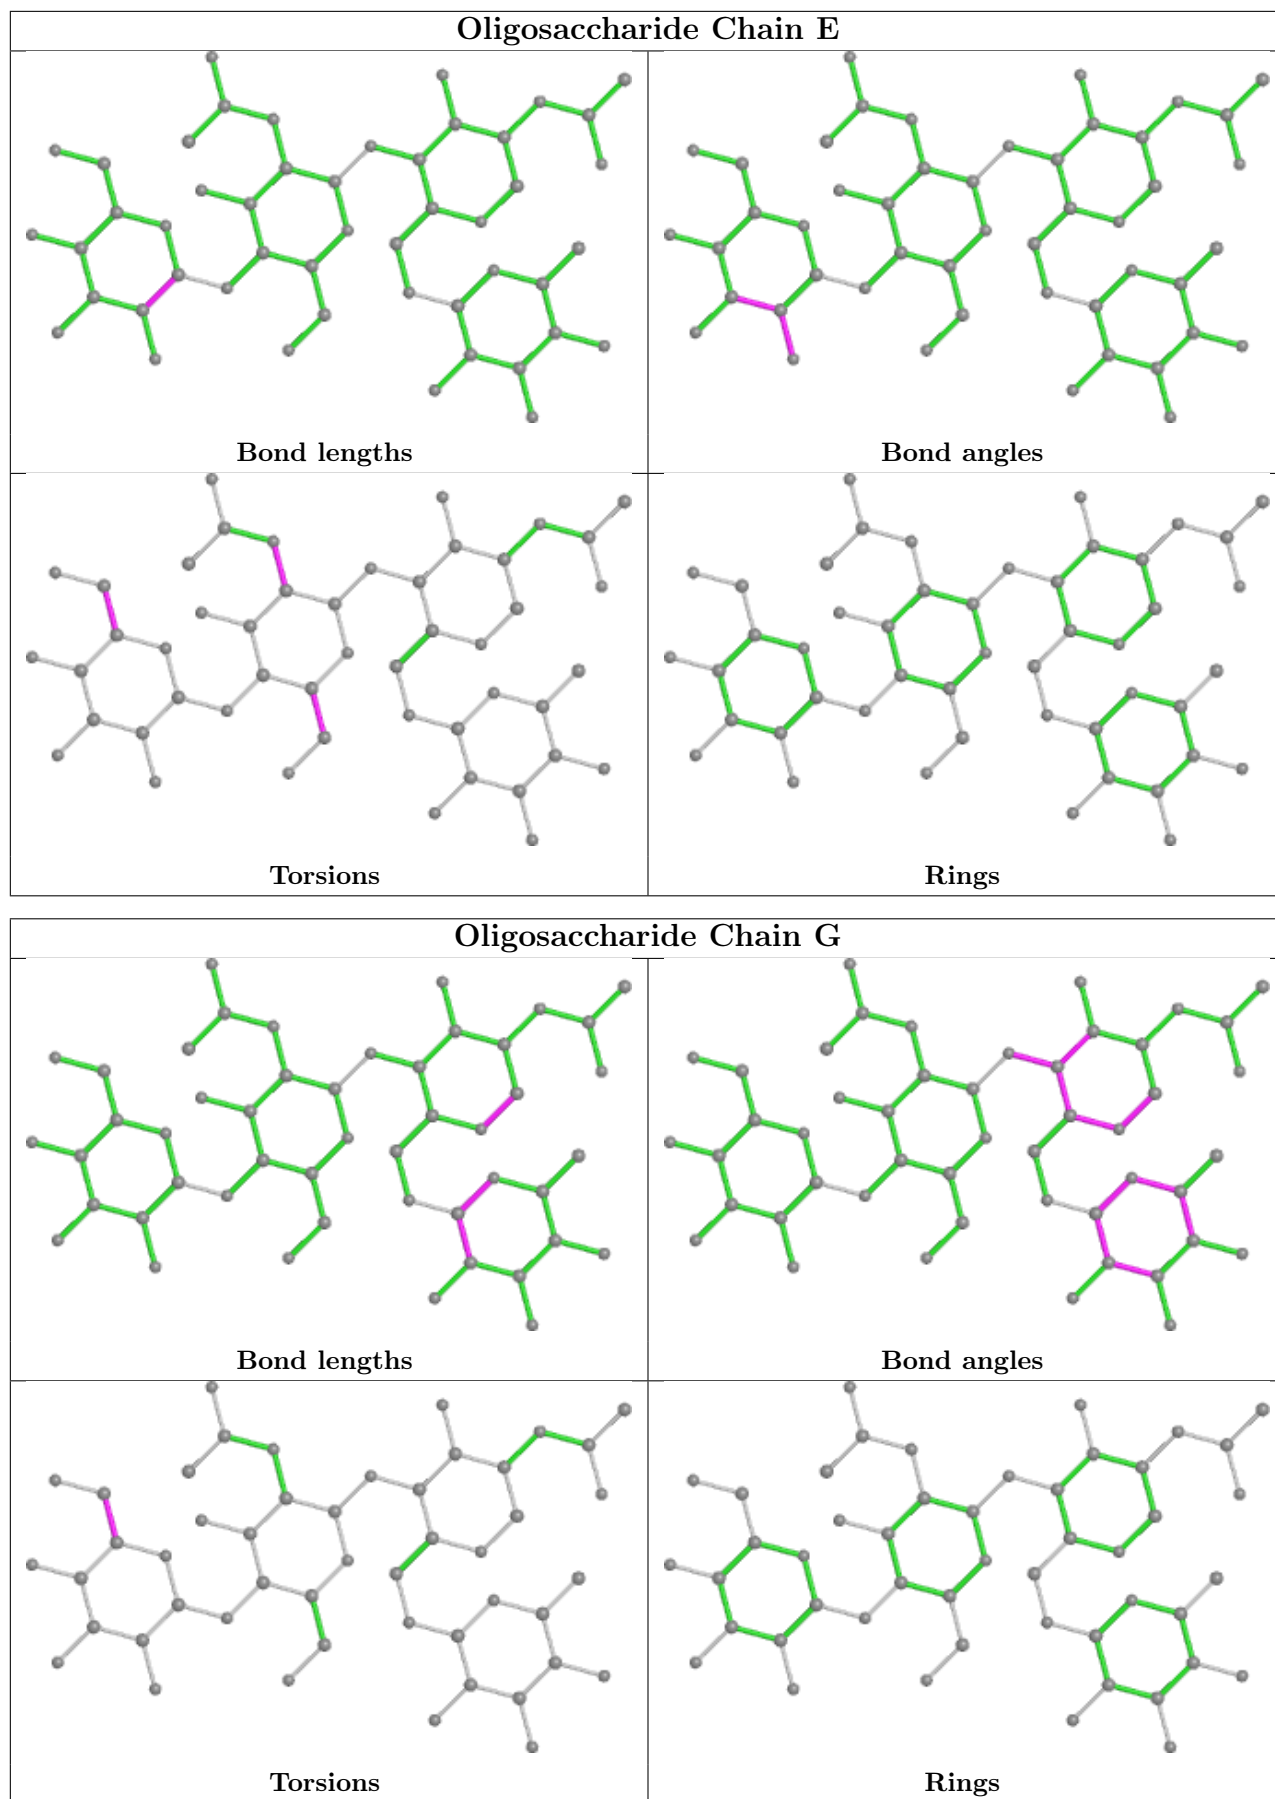 Oligosaccharide Chain E
Bond lengths
Bond angles
Torsions
Rings
Oligosaccharide Chain G
Bond lengths
Bond angles
Torsions
Rings